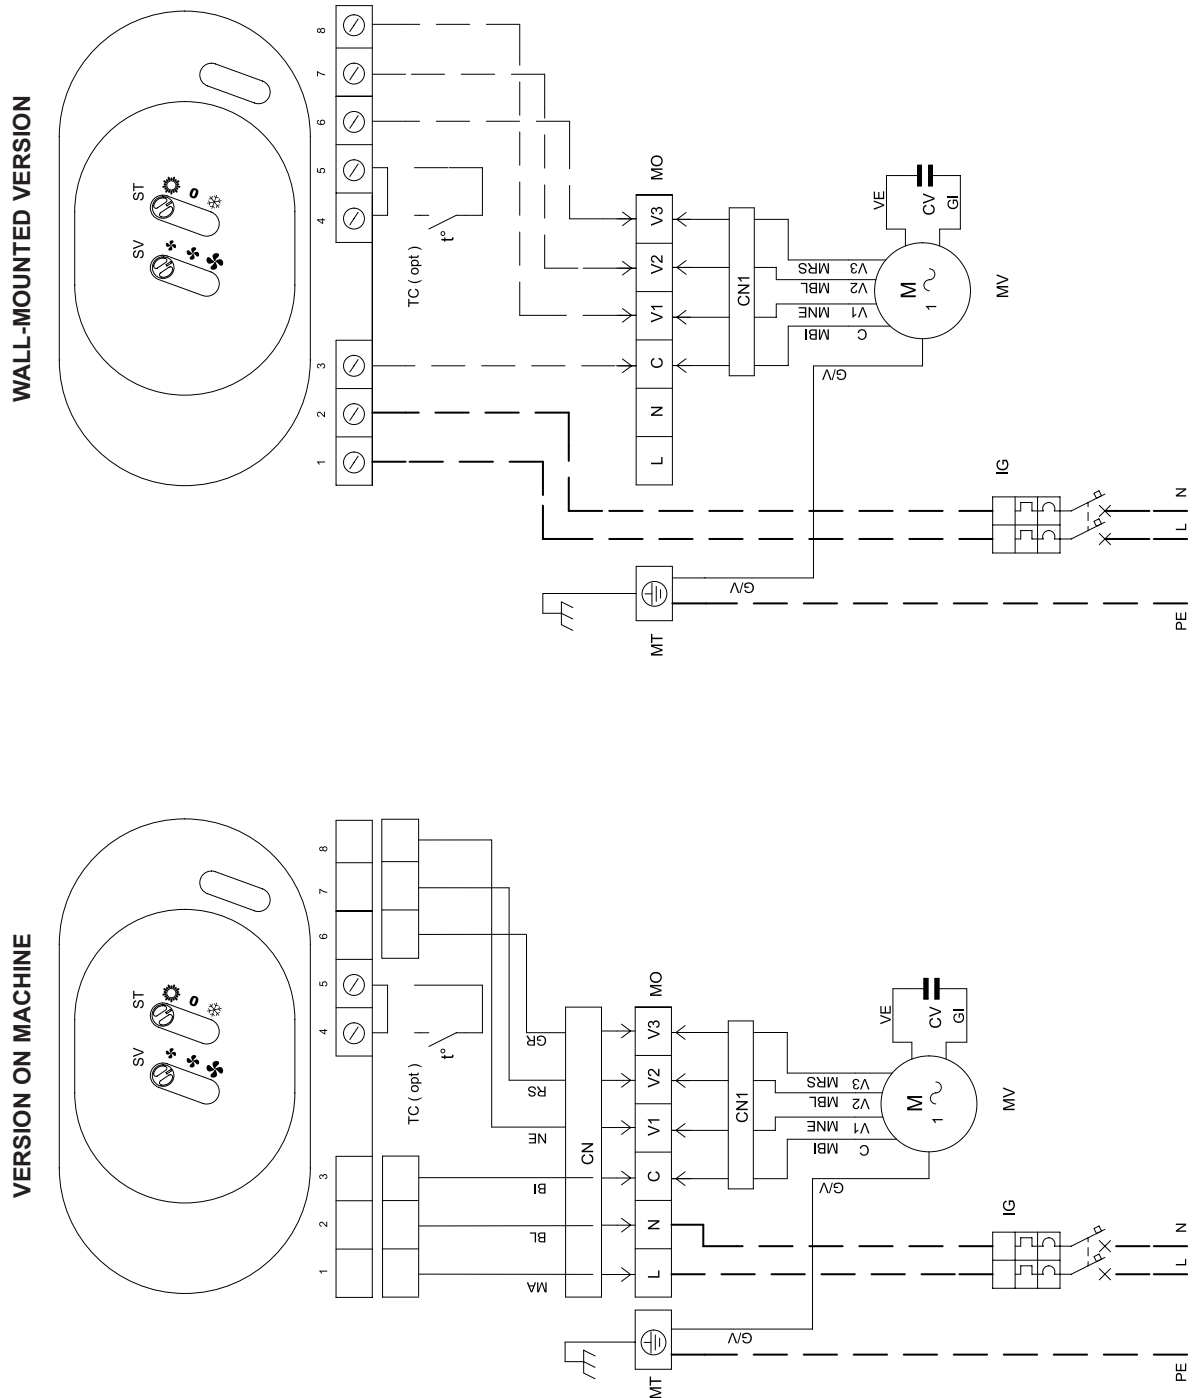 WALL-MOUNTED VERSION
SV
ST
0
1 2 3 4 5 6 7 8
TC ( opt )
t°
MO
L N C V1 V2 V3
CN1
MBI MNE MBL MRS
C V1 V2 V3
VE
CV
GI
M
1
MV
G/V
G/V
MT
IG
PE
L
N
VERSION ON MACHINE
SV
ST
0
1 2 3 4 5 6 7 8
TC ( opt )
t°
MA BL BI NE RS GR
CN
MO
L N C V1 V2 V3
CN1
MBI MNE MBL MRS
C V1 V2 V3
VE
CV
GI
M
1
MV
G/V
G/V
MT
IG
PE
L
N